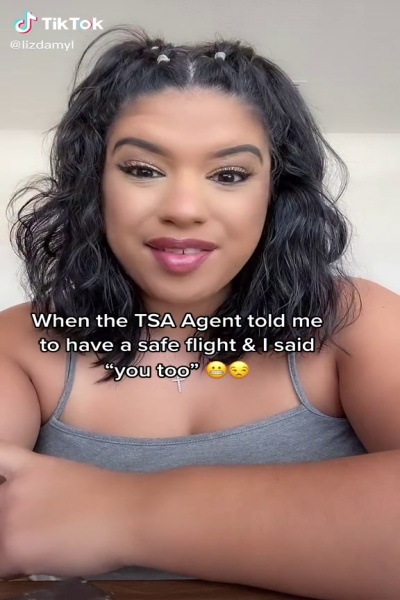 TikTok
@lizdamyl
When the TSA Agent told me
to have a safe flight & I said
“you too” 😬😒